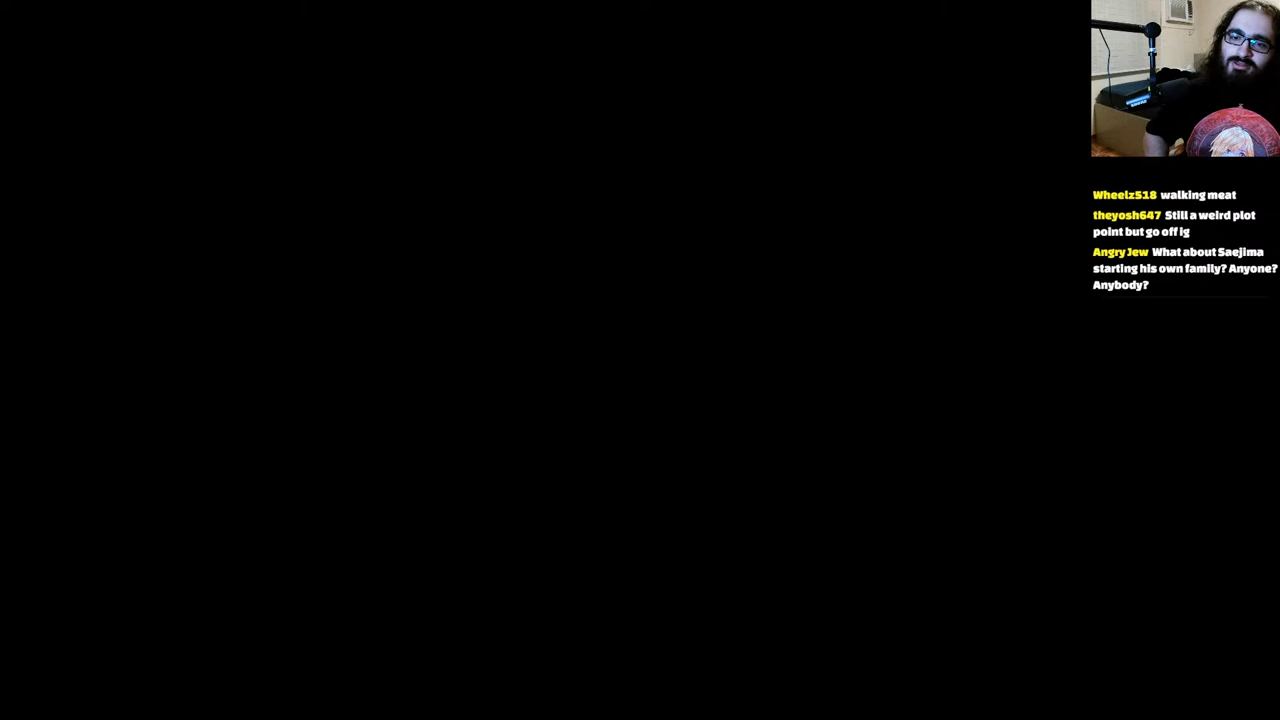 Wheelz518 walking meat
theyosh647 Still a weird plot
point but go off ig
Angry Jew What about Saejima
starting his own family? Anyone?
Anybody?